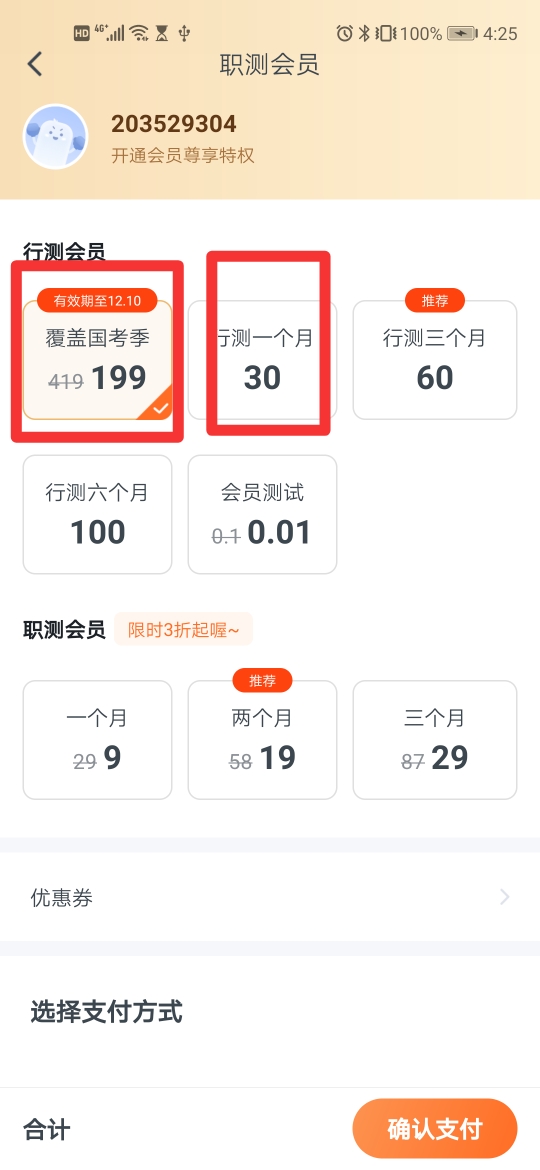 HD 4G+ 100% 4:25
职测会员
203529304
开通会员尊享特权
行测会员
有效期至12.10
推荐
覆盖国考季
行测一个月
行测三个月
419 199
30
60
行测六个月
会员测试
100
0.1 0.01
职测会员 限时3折起喔~
推荐
一个月
两个月
三个月
29 9
58 19
87 29
优惠券
选择支付方式
合计
确认支付